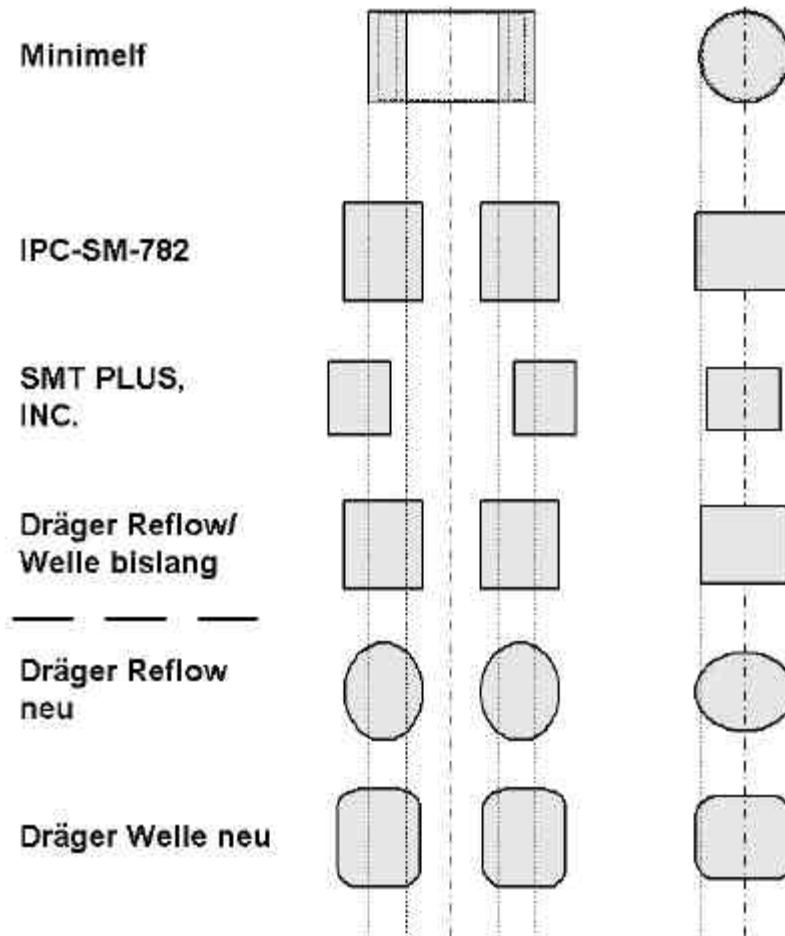 Minimelf
IPC-SM-782
SMT PLUS,
INC.
Dräger Reflow/
Welle bislang
Dräger Reflow
neu
Dräger Welle neu